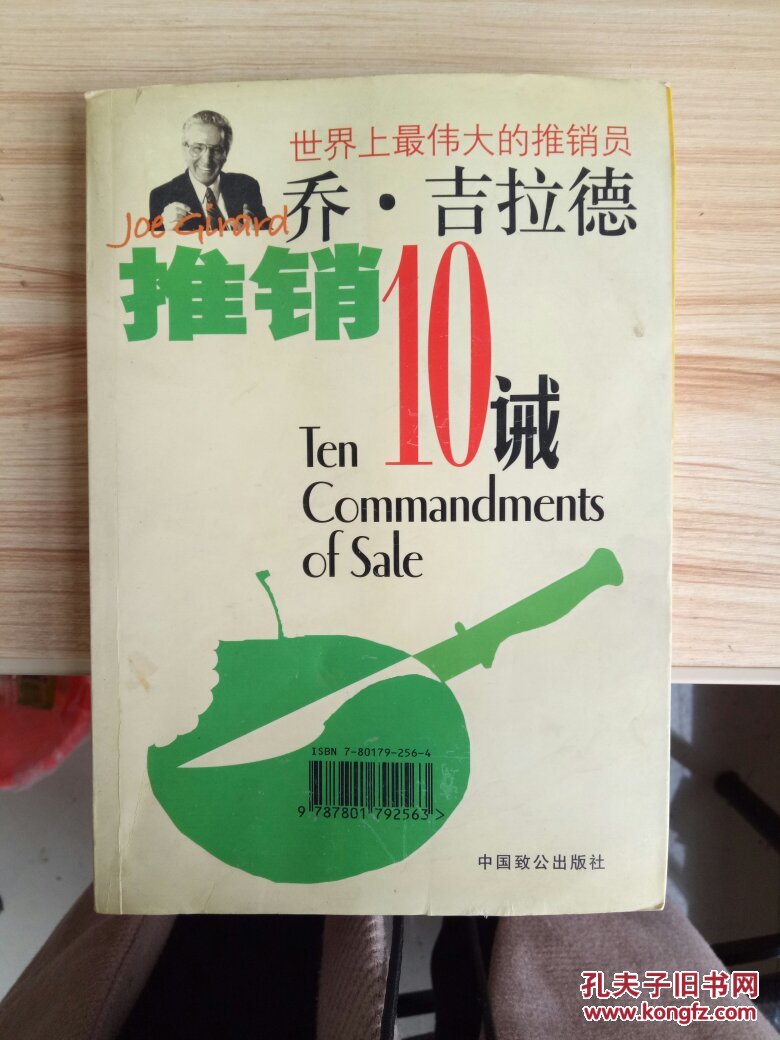 世界上最伟大的推销员
Joe Girard
乔·吉拉德
推销10诫
Ten
Commandments
of Sale
ISBN 7-80179-256-4
9 787801 792563 >
中国致公出版社
孔夫子旧书网
www.kongfz.com